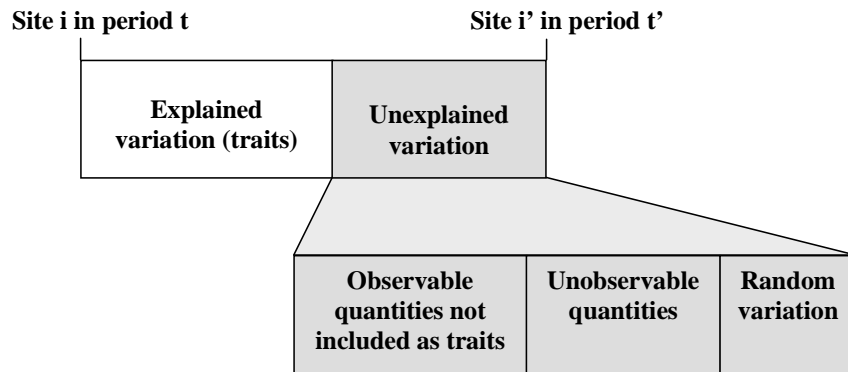 Site i in period t
Site i’ in period t’
Explained
variation (traits)
Unexplained
variation
Observable
quantities not
included as traits
Unobservable
quantities
Random
variation